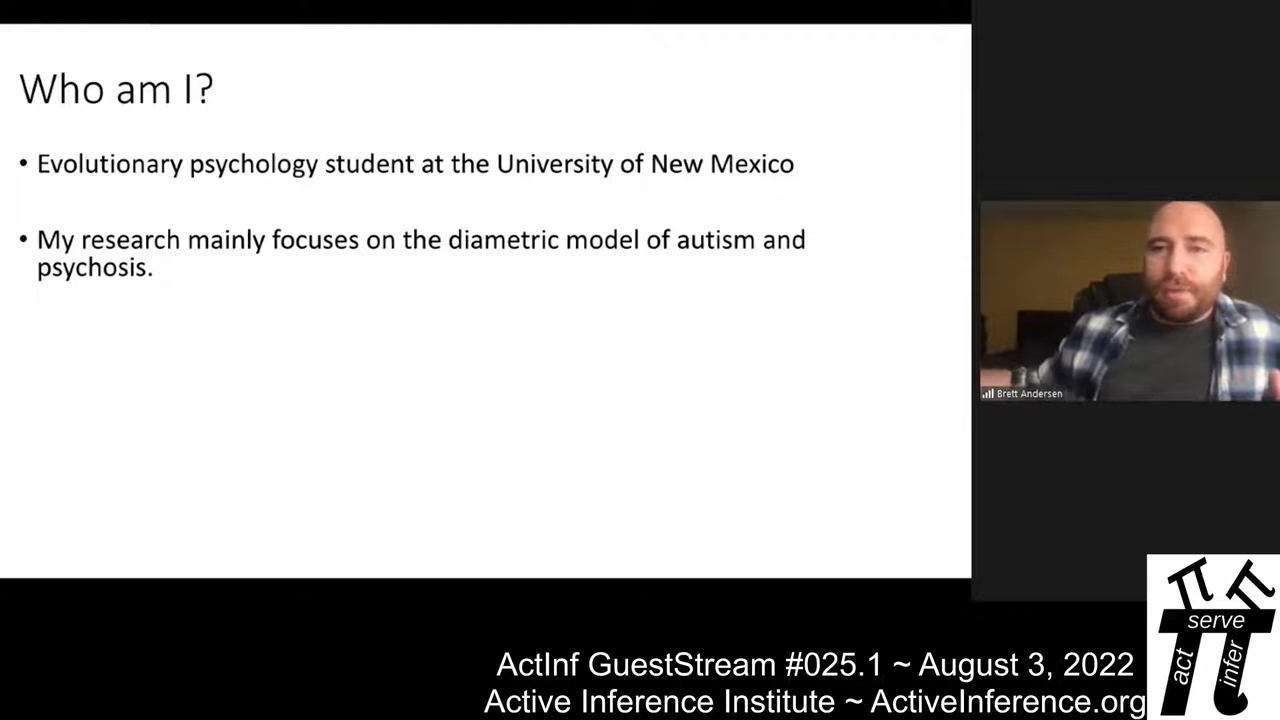 Who am I?
• Evolutionary psychology student at the University of New Mexico
• My research mainly focuses on the diametric model of autism and
psychosis.
Brett Andersen
serve
act
infer
ActInf GuestStream #025.1 ~ August 3, 2022
Active Inference Institute ~ ActiveInference.org